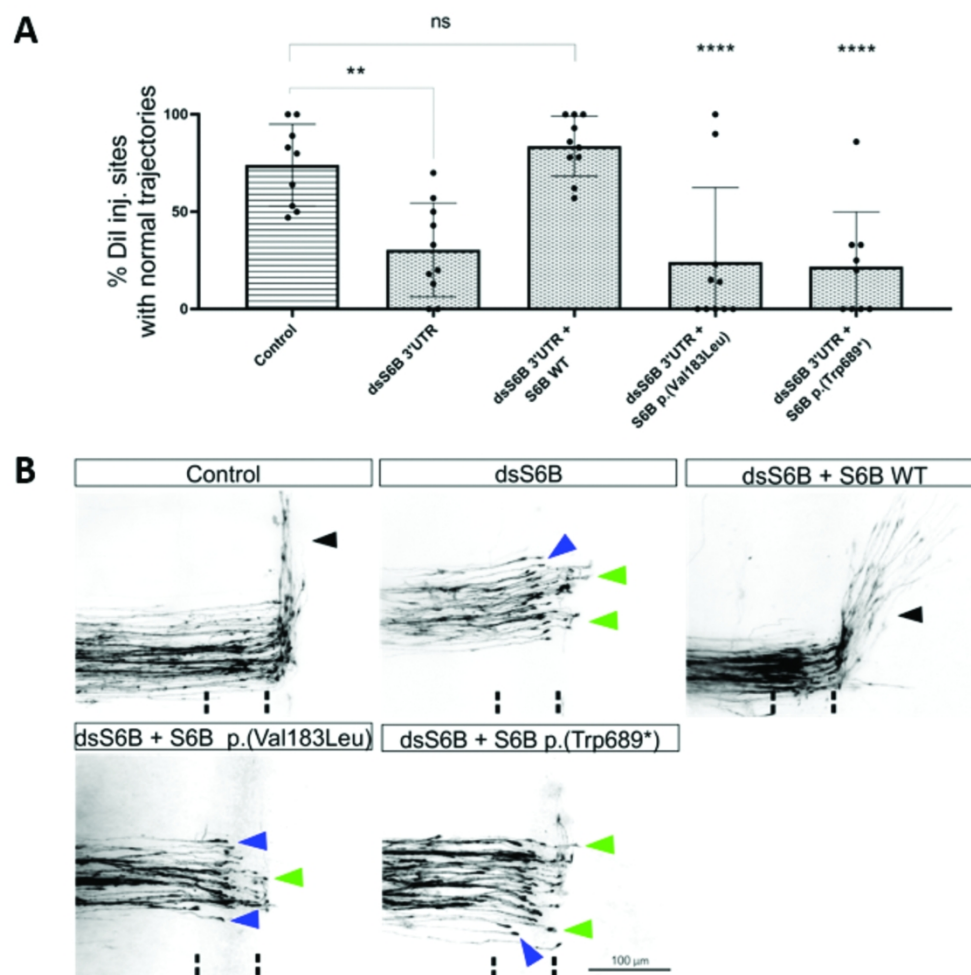 A
ns
**
****
****
% DiI inj. sites
with normal trajectories
100
50
0
Control
dsS6B 3'UTR
dsS6B 3'UTR +
S6B WT
dsS6B 3'UTR +
S6B p.(Val183Leu)
dsS6B 3'UTR +
S6B p.(Trp689*)
B
Control
dsS6B
dsS6B + S6B WT
dsS6B + S6B p.(Val183Leu)
dsS6B + S6B p.(Trp689*)
100 µm